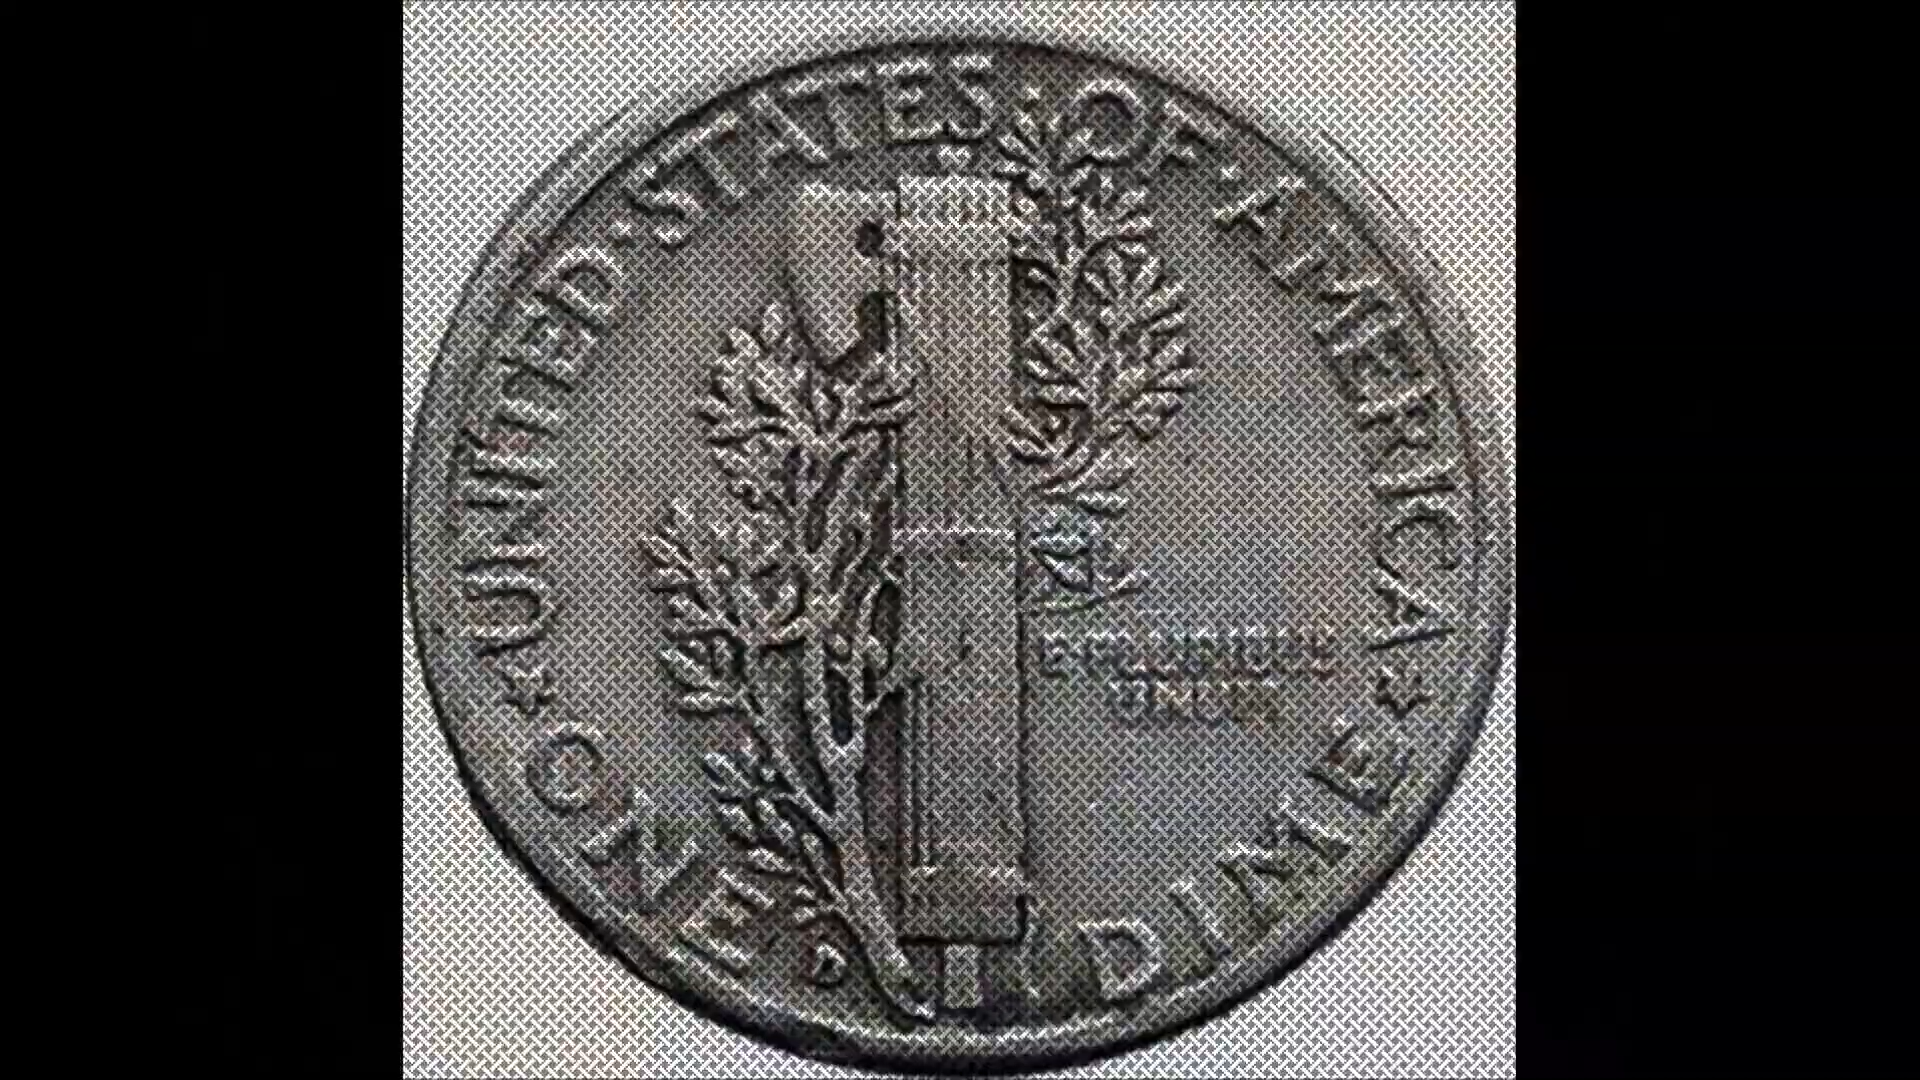 UNITED · STATES · OF · AMERICA
E · PLURIBUS
UNUM
ONE DIME
D